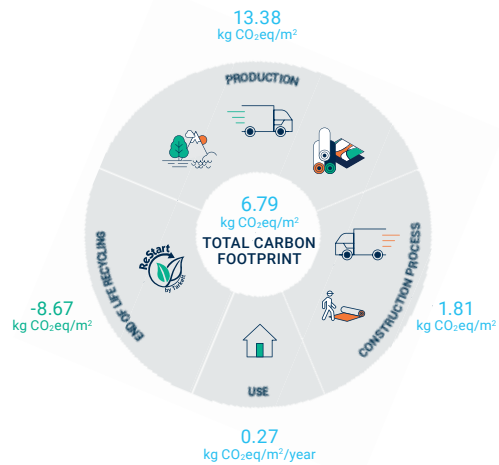 13.38
kg CO₂eq/m²
PRODUCTION
6.79
kg CO₂eq/m²
TOTAL CARBON
FOOTPRINT
ReStart
by Tarkett
END OF LIFE RECYCLING
CONSTRUCTION PROCESS
-8.67
kg CO₂eq/m²
1.81
kg CO₂eq/m²
USE
0.27
kg CO₂eq/m²/year